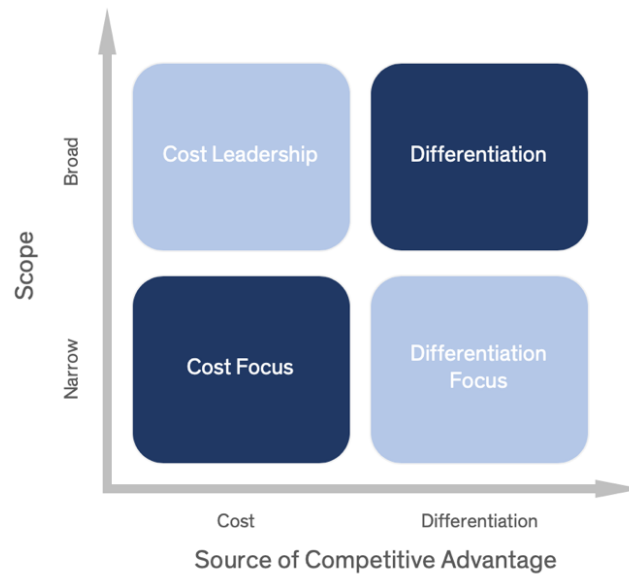 Cost Leadership
Differentiation
Broad
Scope
Cost Focus
Differentiation
Focus
Narrow
Cost
Differentiation
Source of Competitive Advantage